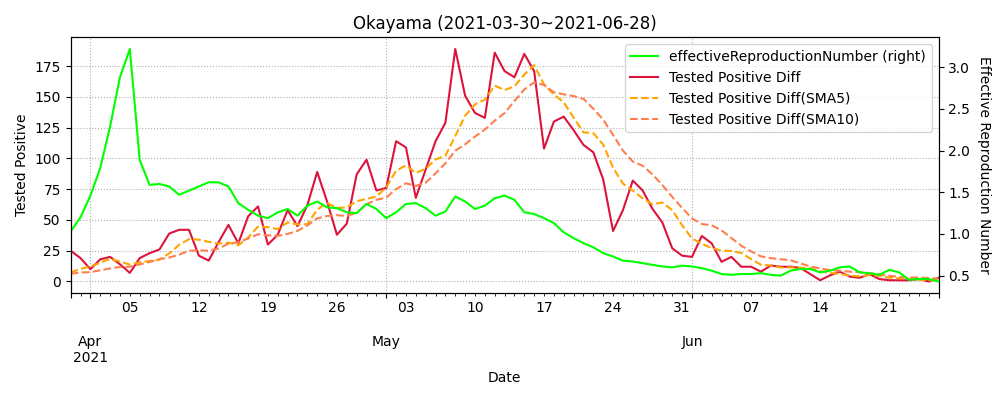 Okayama (2021-03-30~2021-06-28)
effectiveReproductionNumber (right)
Tested Positive Diff
Tested Positive Diff(SMA5)
Tested Positive Diff(SMA10)
Tested Positive
175
150
125
100
75
50
25
0
Effective Reproduction Number
3.0
2.5
2.0
1.5
1.0
0.5
05 12 19 26 03 10 17 24 31 07 14 21
Apr May Jun
2021
Date